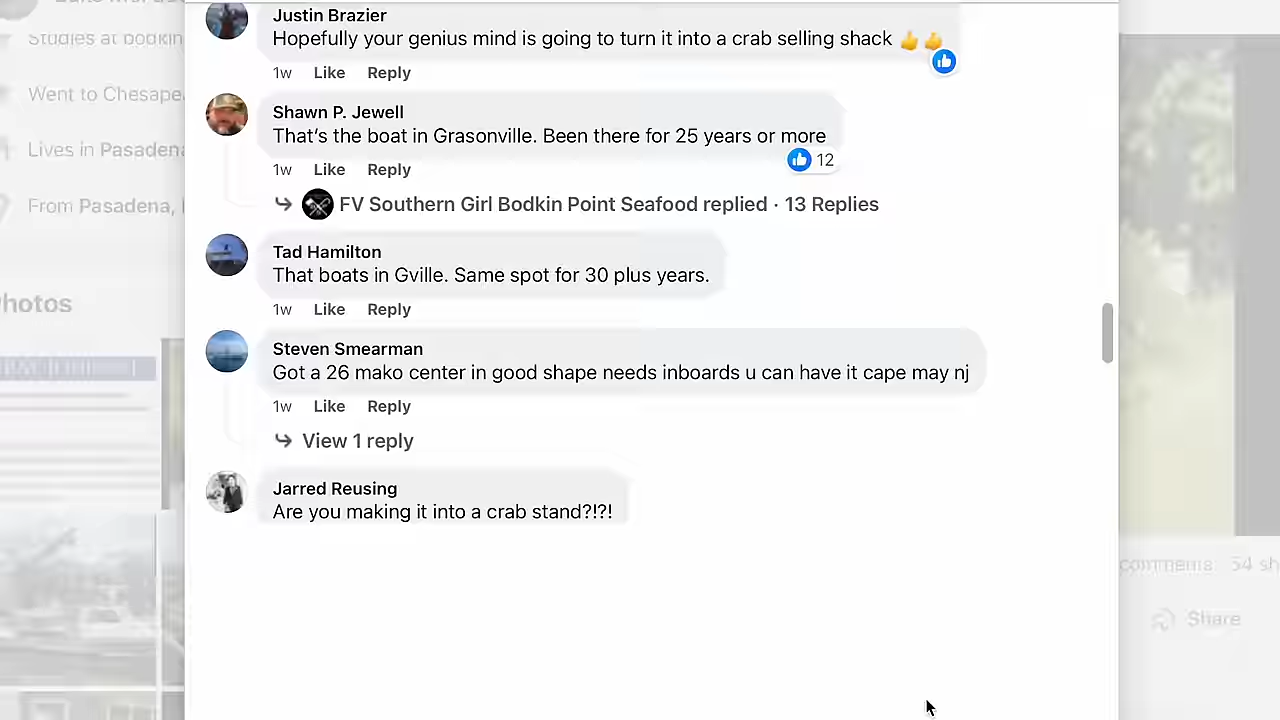 Justin Brazier
Hopefully your genius mind is going to turn it into a crab selling shack 👍👍
1w Like Reply
Shawn P. Jewell
That's the boat in Grasonville. Been there for 25 years or more
12
1w Like Reply
FV Southern Girl Bodkin Point Seafood replied · 13 Replies
Tad Hamilton
That boats in Gville. Same spot for 30 plus years.
1w Like Reply
Steven Smearman
Got a 26 mako center in good shape needs inboards u can have it cape may nj
1w Like Reply
View 1 reply
Jarred Reusing
Are you making it into a crab stand?!?!
Studies at
Went to
Lives in
From Pasadena,
comments 54
Share